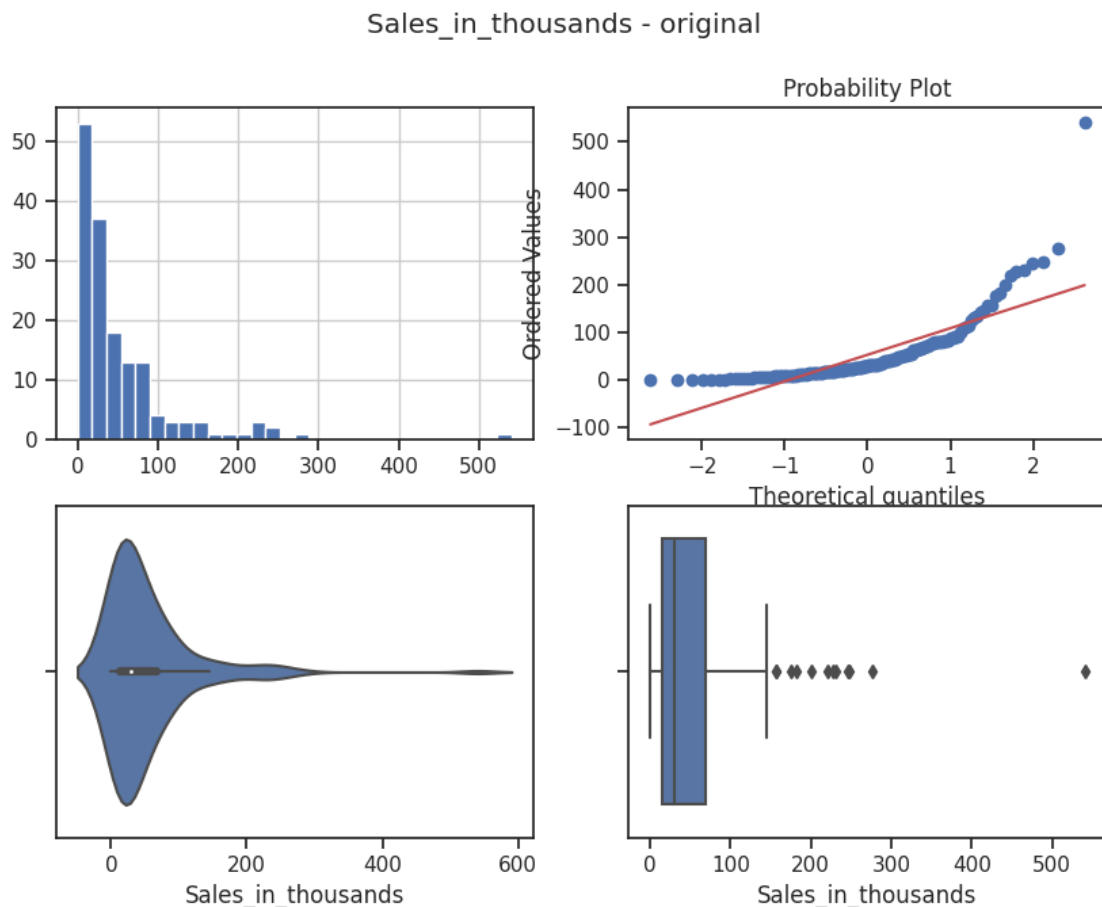 Sales_in_thousands - original
Probability Plot
50
40
30
20
10
0
0 100 200 300 400 500
Ordered Values
500
400
300
200
100
0
−100
−2 −1 0 1 2
Theoretical quantiles
0 200 400 600
Sales_in_thousands
0 100 200 300 400 500
Sales_in_thousands